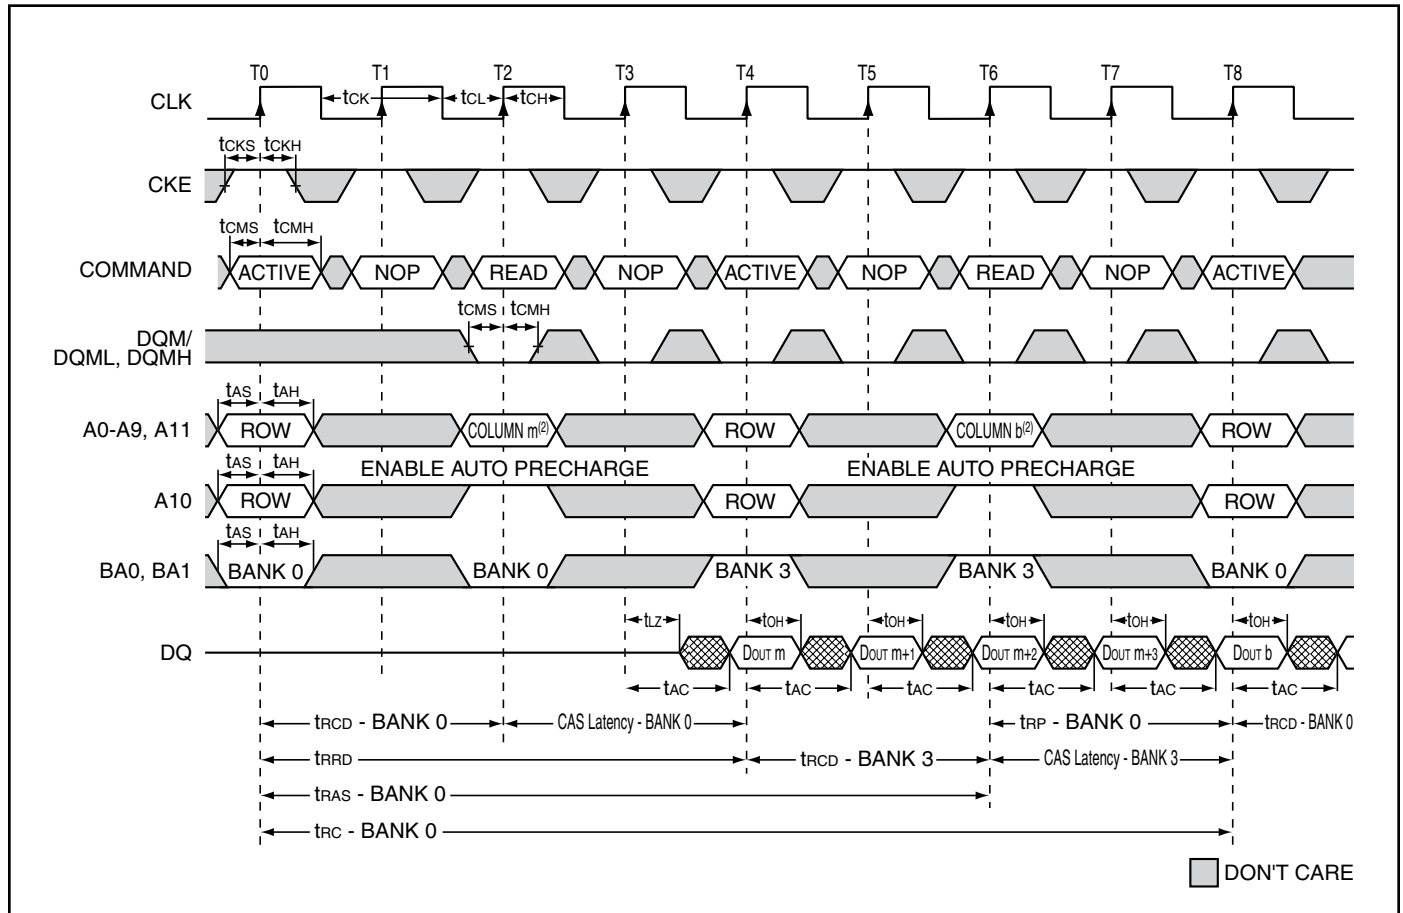 T0 T1 T2 T3 T4 T5 T6 T7 T8
CLK tCK tCL tCH
tCKS tCKH
CKE
tCMS tCMH
COMMAND ACTIVE NOP READ NOP ACTIVE NOP READ NOP ACTIVE
tCMS tCMH
DQM/
DQML, DQMH
tAS tAH
A0-A9, A11 ROW COLUMN m(2) ROW COLUMN b(2) ROW
tAS tAH ENABLE AUTO PRECHARGE ENABLE AUTO PRECHARGE
A10 ROW ROW ROW
tAS tAH
BA0, BA1 BANK 0 BANK 0 BANK 3 BANK 3 BANK 0
tLZ tOH tOH tOH tOH tOH
DQ DOUT m DOUT m+1 DOUT m+2 DOUT m+3 DOUT b
tAC tAC tAC tAC tAC tAC
tRCD - BANK 0 CAS Latency - BANK 0 tRP - BANK 0 tRCD - BANK 0
tRRD tRCD - BANK 3 CAS Latency - BANK 3
tRAS - BANK 0
tRC - BANK 0
DON'T CARE